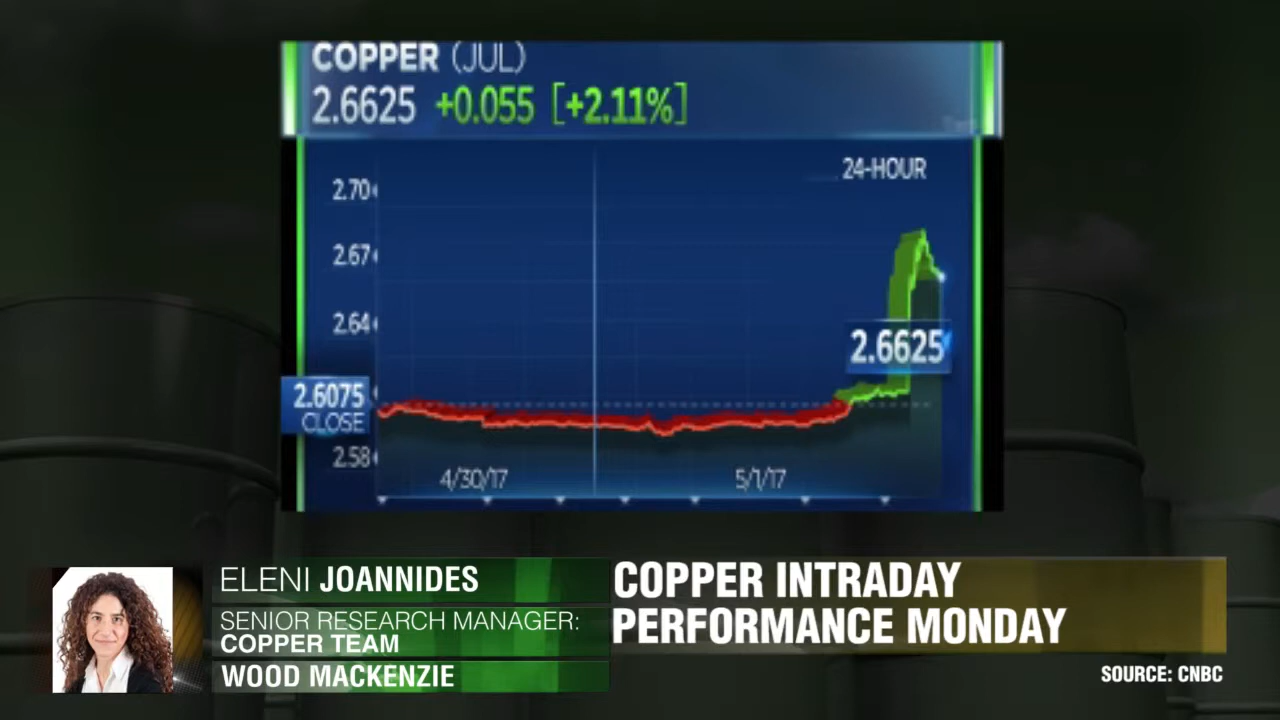 COPPER (JUL)
2.6625 +0.055 [+2.11%]
24-HOUR
2.70
2.67
2.64
2.6625
2.6075
CLOSE
2.58
4/30/17 5/1/17
ELENI JOANNIDES
SENIOR RESEARCH MANAGER:
COPPER TEAM
WOOD MACKENZIE
COPPER INTRADAY
PERFORMANCE MONDAY
SOURCE: CNBC